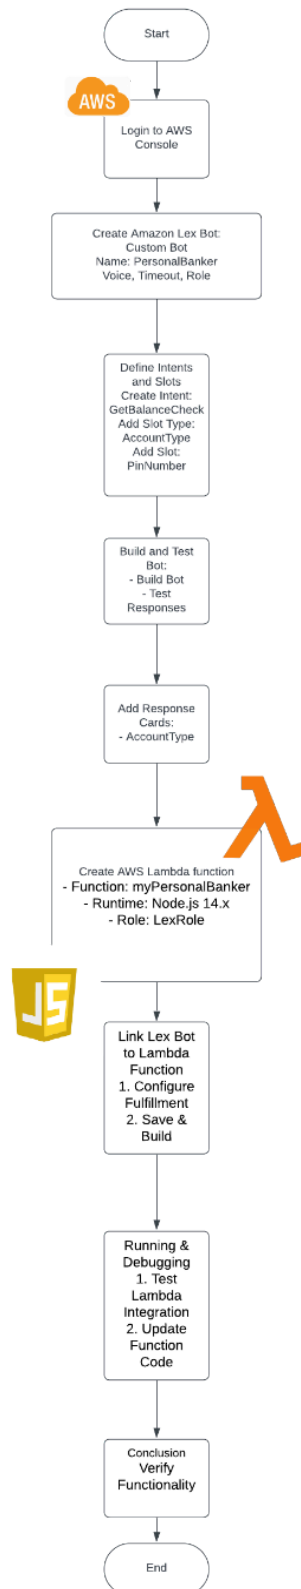 Start
AWS
Login to AWS
Console
Create Amazon Lex Bot:
Custom Bot
Name: PersonalBanker
Voice, Timeout, Role
Define Intents
and Slots
Create Intent:
GetBalanceCheck
Add Slot Type:
AccountType
Add Slot:
PinNumber
Build and Test
Bot:
- Build Bot
- Test
Responses
Add Response
Cards:
- AccountType
λ
Create AWS Lambda function
- Function: myPersonalBanker
- Runtime: Node.js 14.x
- Role: LexRole
JS
Link Lex Bot
to Lambda
Function
1. Configure
Fulfillment
2. Save &
Build
Running &
Debugging
1. Test
Lambda
Integration
2. Update
Function
Code
Conclusion
Verify
Functionality
End